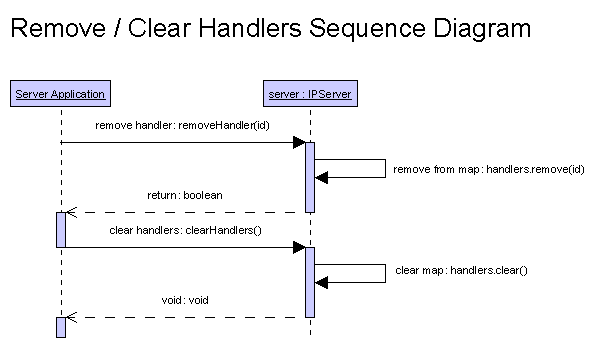 Remove / Clear Handlers Sequence Diagram
Server Application
server : IPServer
remove handler: removeHandler(id)
remove from map: handlers.remove(id)
return: boolean
clear handlers: clearHandlers()
clear map: handlers.clear()
void: void